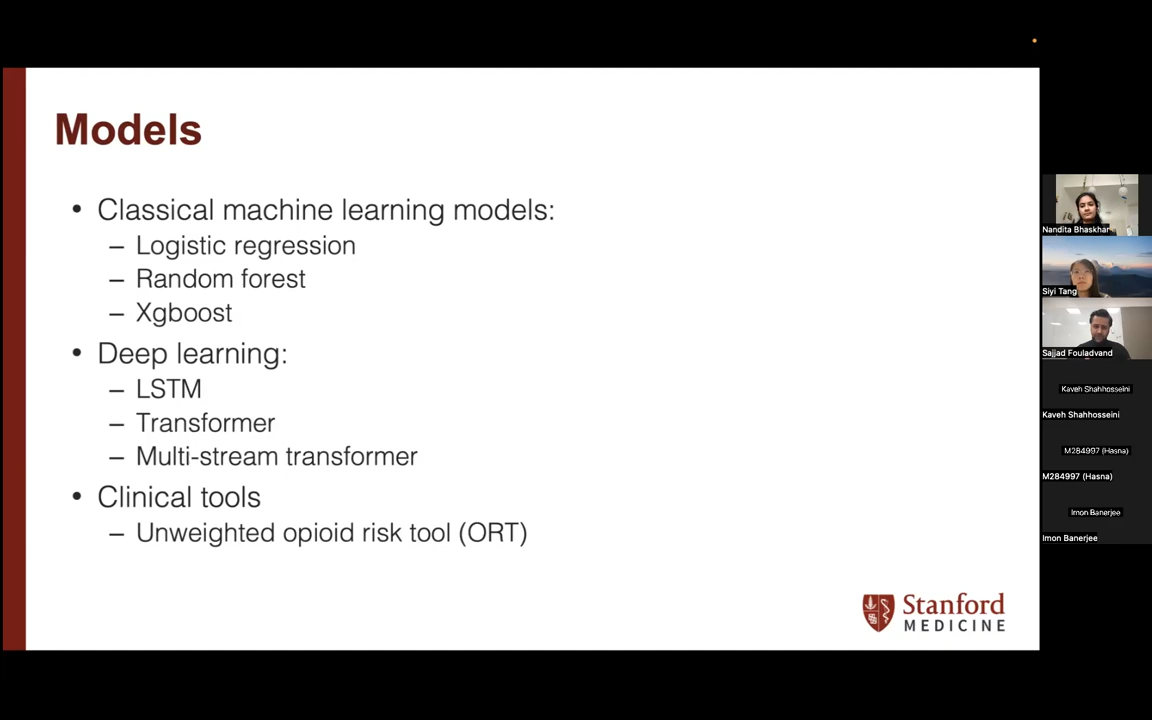 Models
• Classical machine learning models:
– Logistic regression
– Random forest
– Xgboost
• Deep learning:
– LSTM
– Transformer
– Multi-stream transformer
• Clinical tools
– Unweighted opioid risk tool (ORT)
Stanford
MEDICINE
Nandita Bhaskhar
Siyi Tang
Sajjad Fouladvand
Kaveh Shahhosseini
Kaveh Shahhosseini
M284997 (Hasna)
M284997 (Hasna)
Imon Banerjee
Imon Banerjee